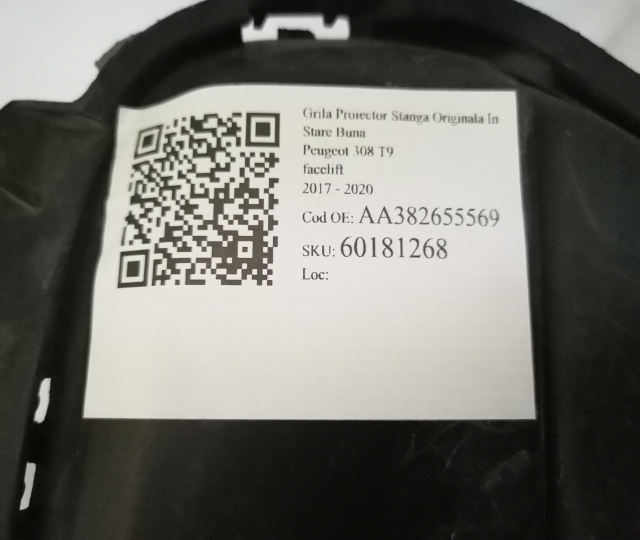 Grila Proiector Stanga Originala In
Stare Buna
Peugeot 308 T9
facelift
2017 - 2020
Cod OE: AA382655569
SKU: 60181268
Loc: